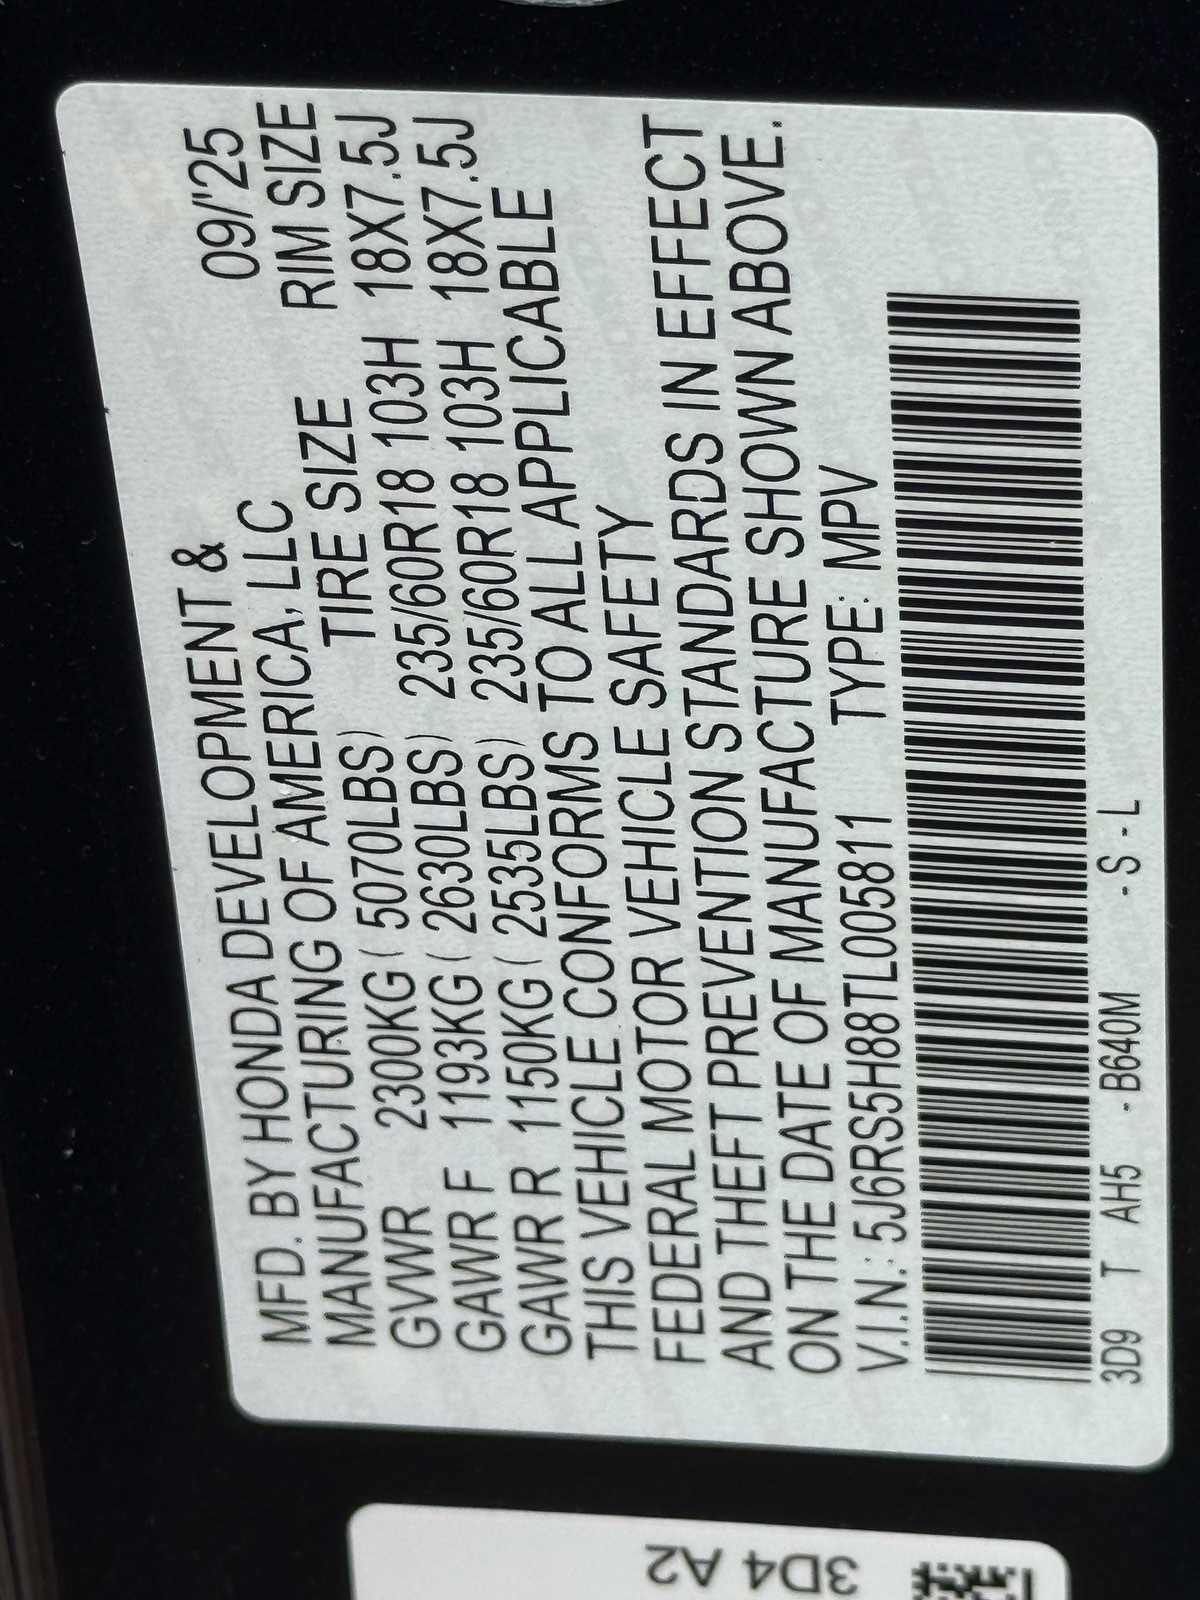 MFD. BY HONDA DEVELOPMENT & 09/'25
MANUFACTURING OF AMERICA, LLC RIM SIZE
TIRE SIZE
GVWR 2300KG ( 5070LBS) 235/60R18 103H 18X7.5J
GAWR F 1193KG ( 2630LBS) 235/60R18 103H 18X7.5J
GAWR R 1150KG ( 2535LBS)
THIS VEHICLE CONFORMS TO ALL APPLICABLE
FEDERAL MOTOR VEHICLE SAFETY
AND THEFT PREVENTION STANDARDS IN EFFECT
ON THE DATE OF MANUFACTURE SHOWN ABOVE.
V.I.N.: 5J6RS5H88TL005811 TYPE: MPV
3D9 T AH5 -B640M -S-L
3D4 A2